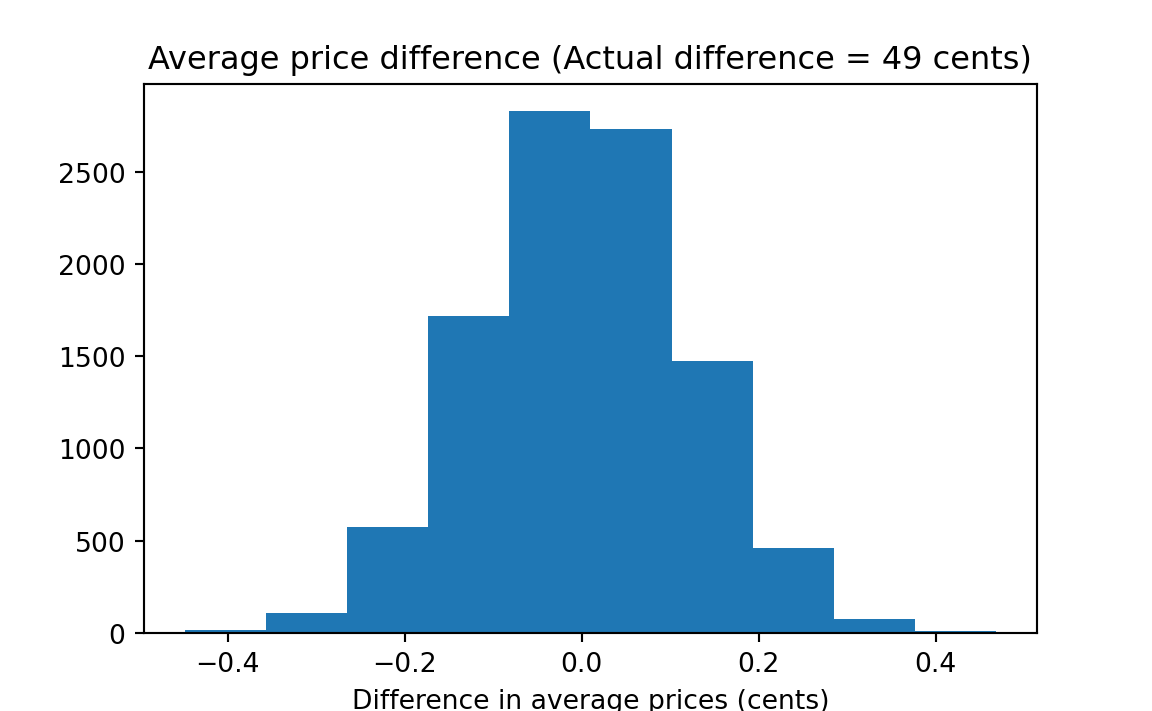 Average price difference (Actual difference = 49 cents)
2500
2000
1500
1000
500
0
−0.4 −0.2 0.0 0.2 0.4
Difference in average prices (cents)